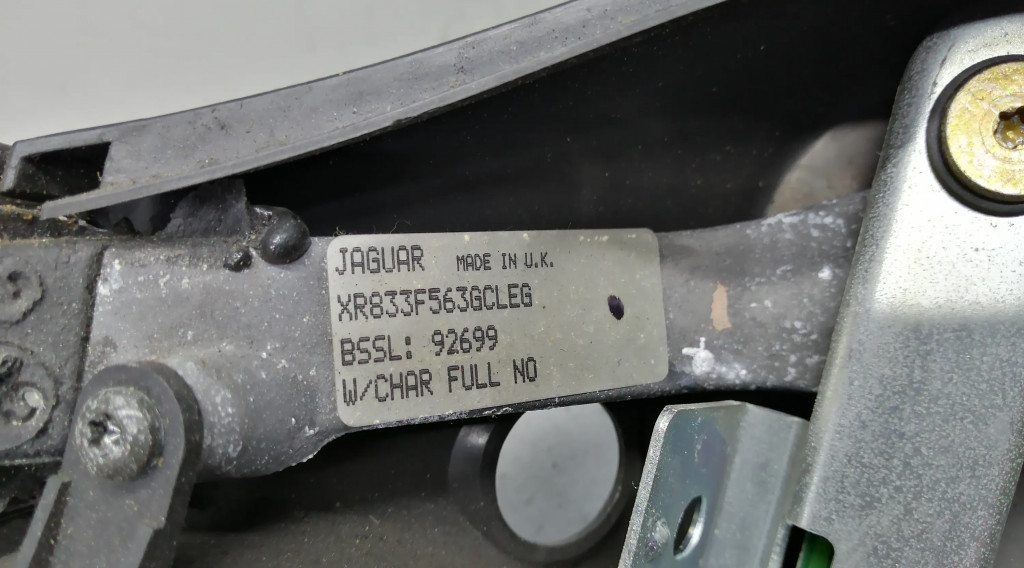 JAGUAR MADE IN U.K.
XR833F563GCLEG
BSSL: 92699
W/CHAR FULL NO